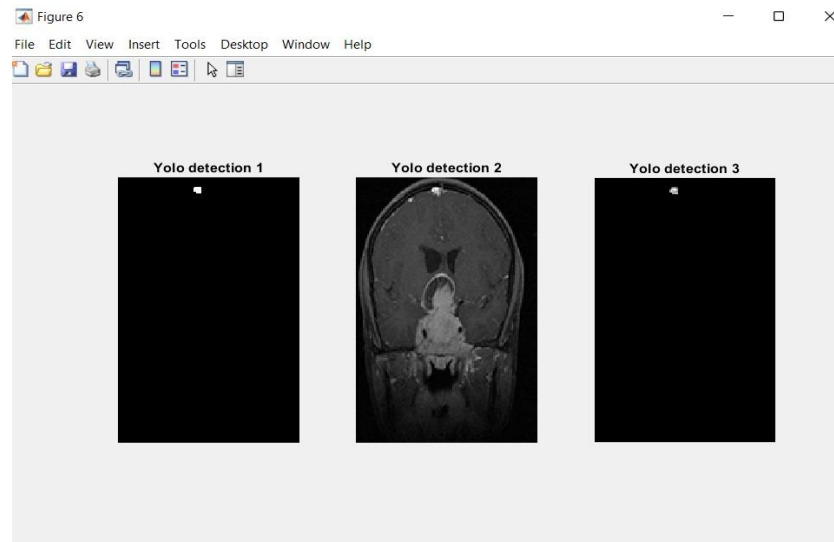 Figure 6
File Edit View Insert Tools Desktop Window Help
Yolo detection 1 Yolo detection 2 Yolo detection 3